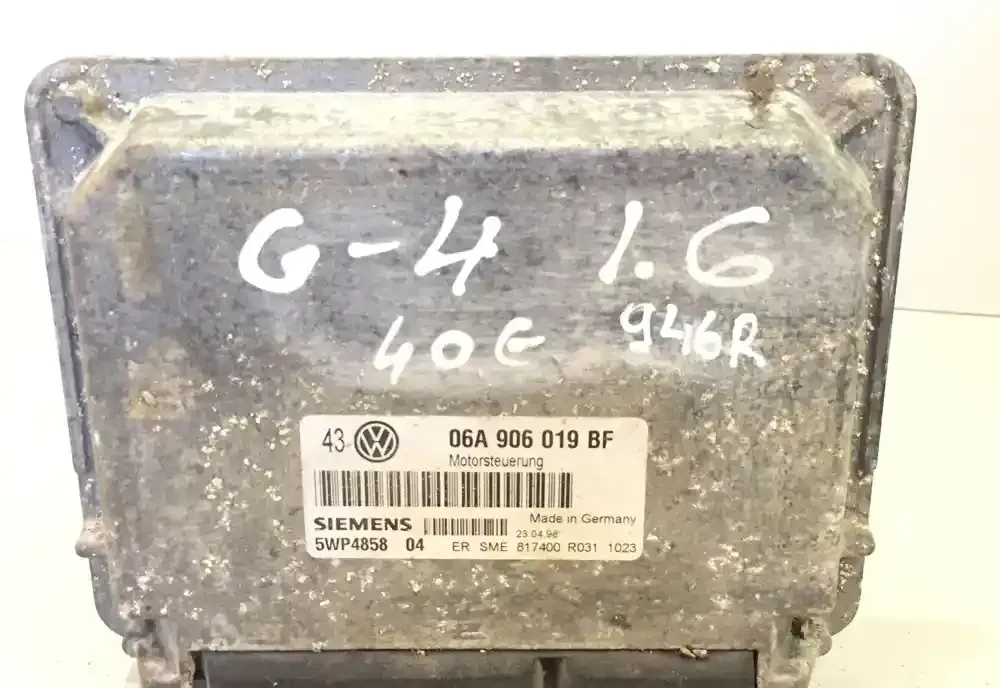 G-4 1.6
40€ 946R
43 06A 906 019 BF
Motorsteuerung
SIEMENS Made in Germany
23.04.98
5WP4858 04 ER SME 817400 R031 1023